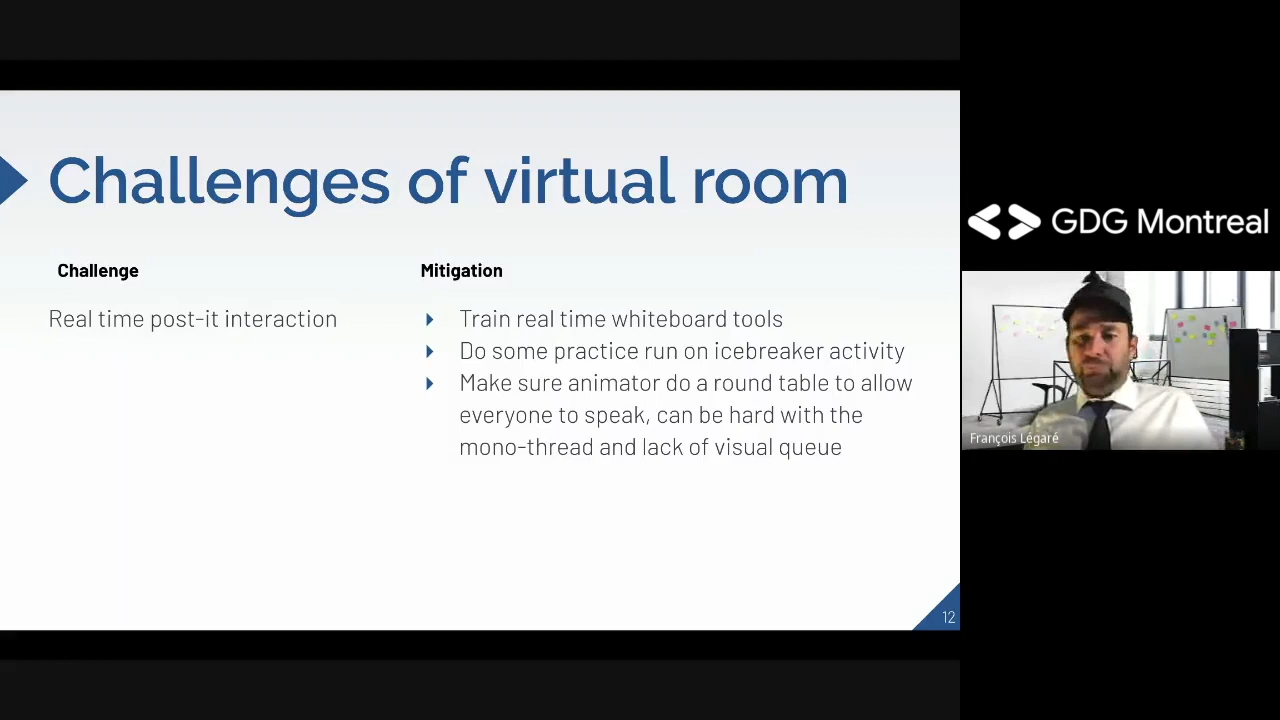 Challenges of virtual room
Challenge
Mitigation
Real time post-it interaction
Train real time whiteboard tools
Do some practice run on icebreaker activity
Make sure animator do a round table to allow
everyone to speak, can be hard with the
mono-thread and lack of visual queue
12
GDG Montreal
François Légaré